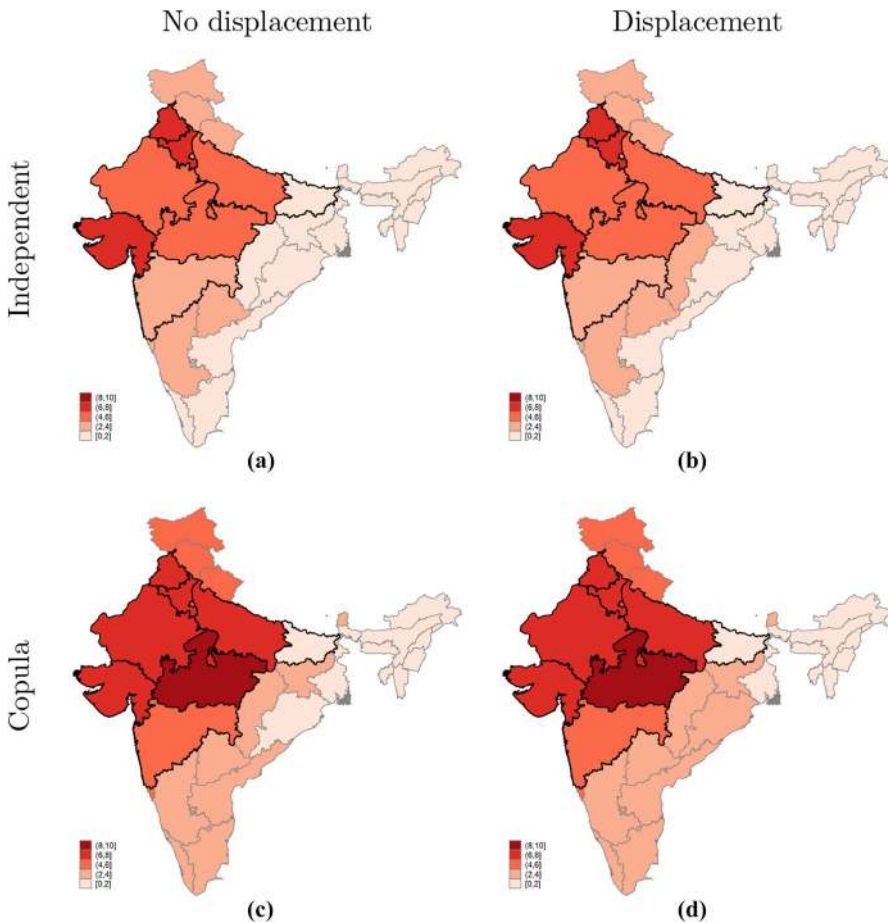 No displacement
Displacement
Independent
(8,10]
(6,8]
(4,6]
(2,4]
[0,2]
(a)
(8,10]
(6,8]
(4,6]
(2,4]
[0,2]
(b)
Copula
(8,10]
(6,8]
(4,6]
(2,4]
[0,2]
(c)
(8,10]
(6,8]
(4,6]
(2,4]
[0,2]
(d)